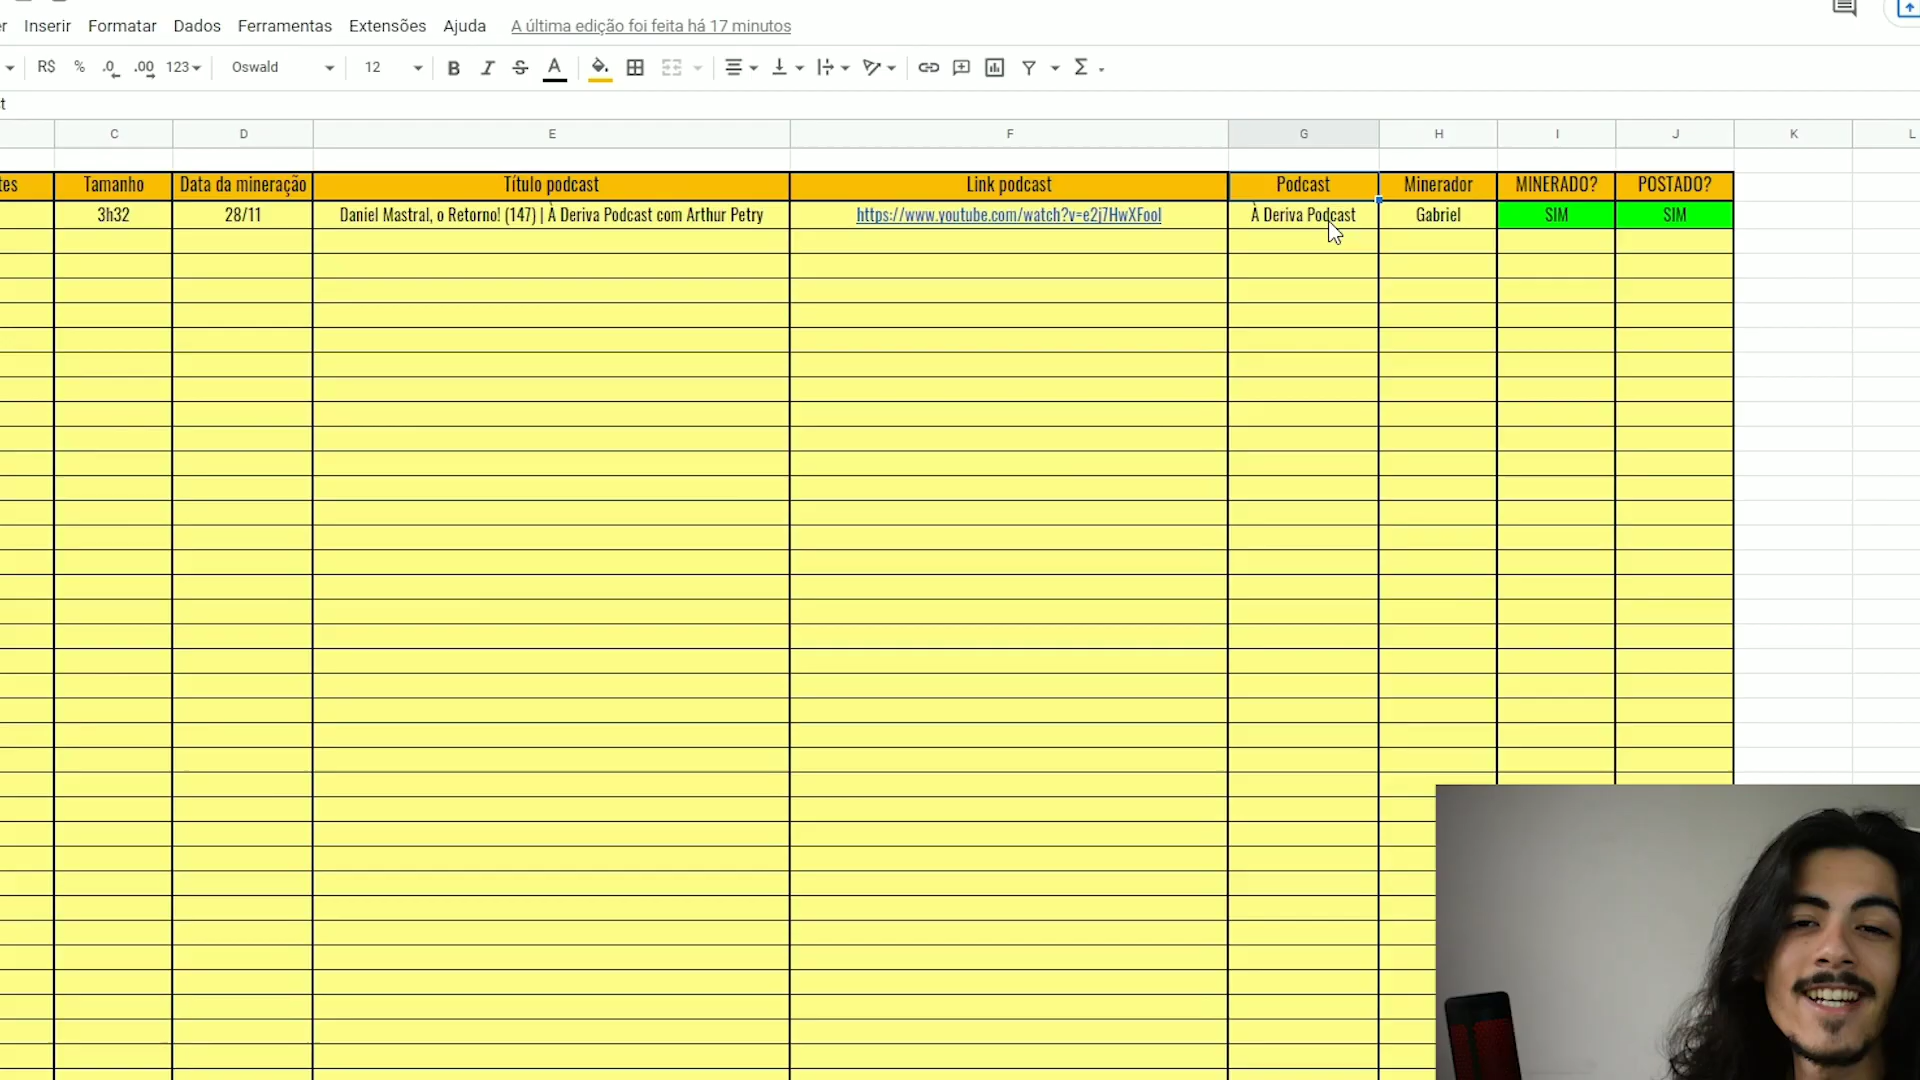 Inserir Formatar Dados Ferramentas Extensões Ajuda A última edição foi feita há 17 minutos
R$ % .0 .00 123 Oswald 12 B I S A Σ
C D E F G H I J K L
Tamanho Data da mineração Título podcast Link podcast Podcast Minerador MINERADO? POSTADO?
3h32 28/11 Daniel Mastral, o Retorno! (147) | À Deriva Podcast com Arthur Petry https://www.youtube.com/watch?v=e2j7HwXFooI À Deriva Podcast Gabriel SIM SIM